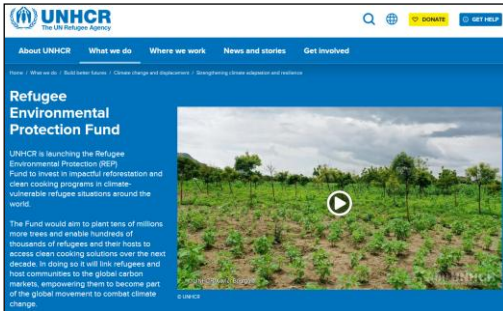 UNHCR
The UN Refugee Agency
DONATE
GET HELP
About UNHCR
What we do
Where we work
News and stories
Get involved
Home / What we do / Build better futures / Climate change and displacement / Strengthening climate adaptation and resilience
Refugee
Environmental
Protection Fund
UNHCR is launching the Refugee
Environmental Protection (REP)
Fund to invest in impactful reforestation and
clean cooking programs in climate-
vulnerable refugee situations around the
world.
The Fund would aim to plant tens of millions
more trees and enable hundreds of
thousands of refugees and their hosts to
access clean cooking solutions over the next
decade. In doing so it will link refugees and
host communities to the global carbon
markets, empowering them to become part
of the global movement to combat climate
change.
UNHCR
© UNHCR